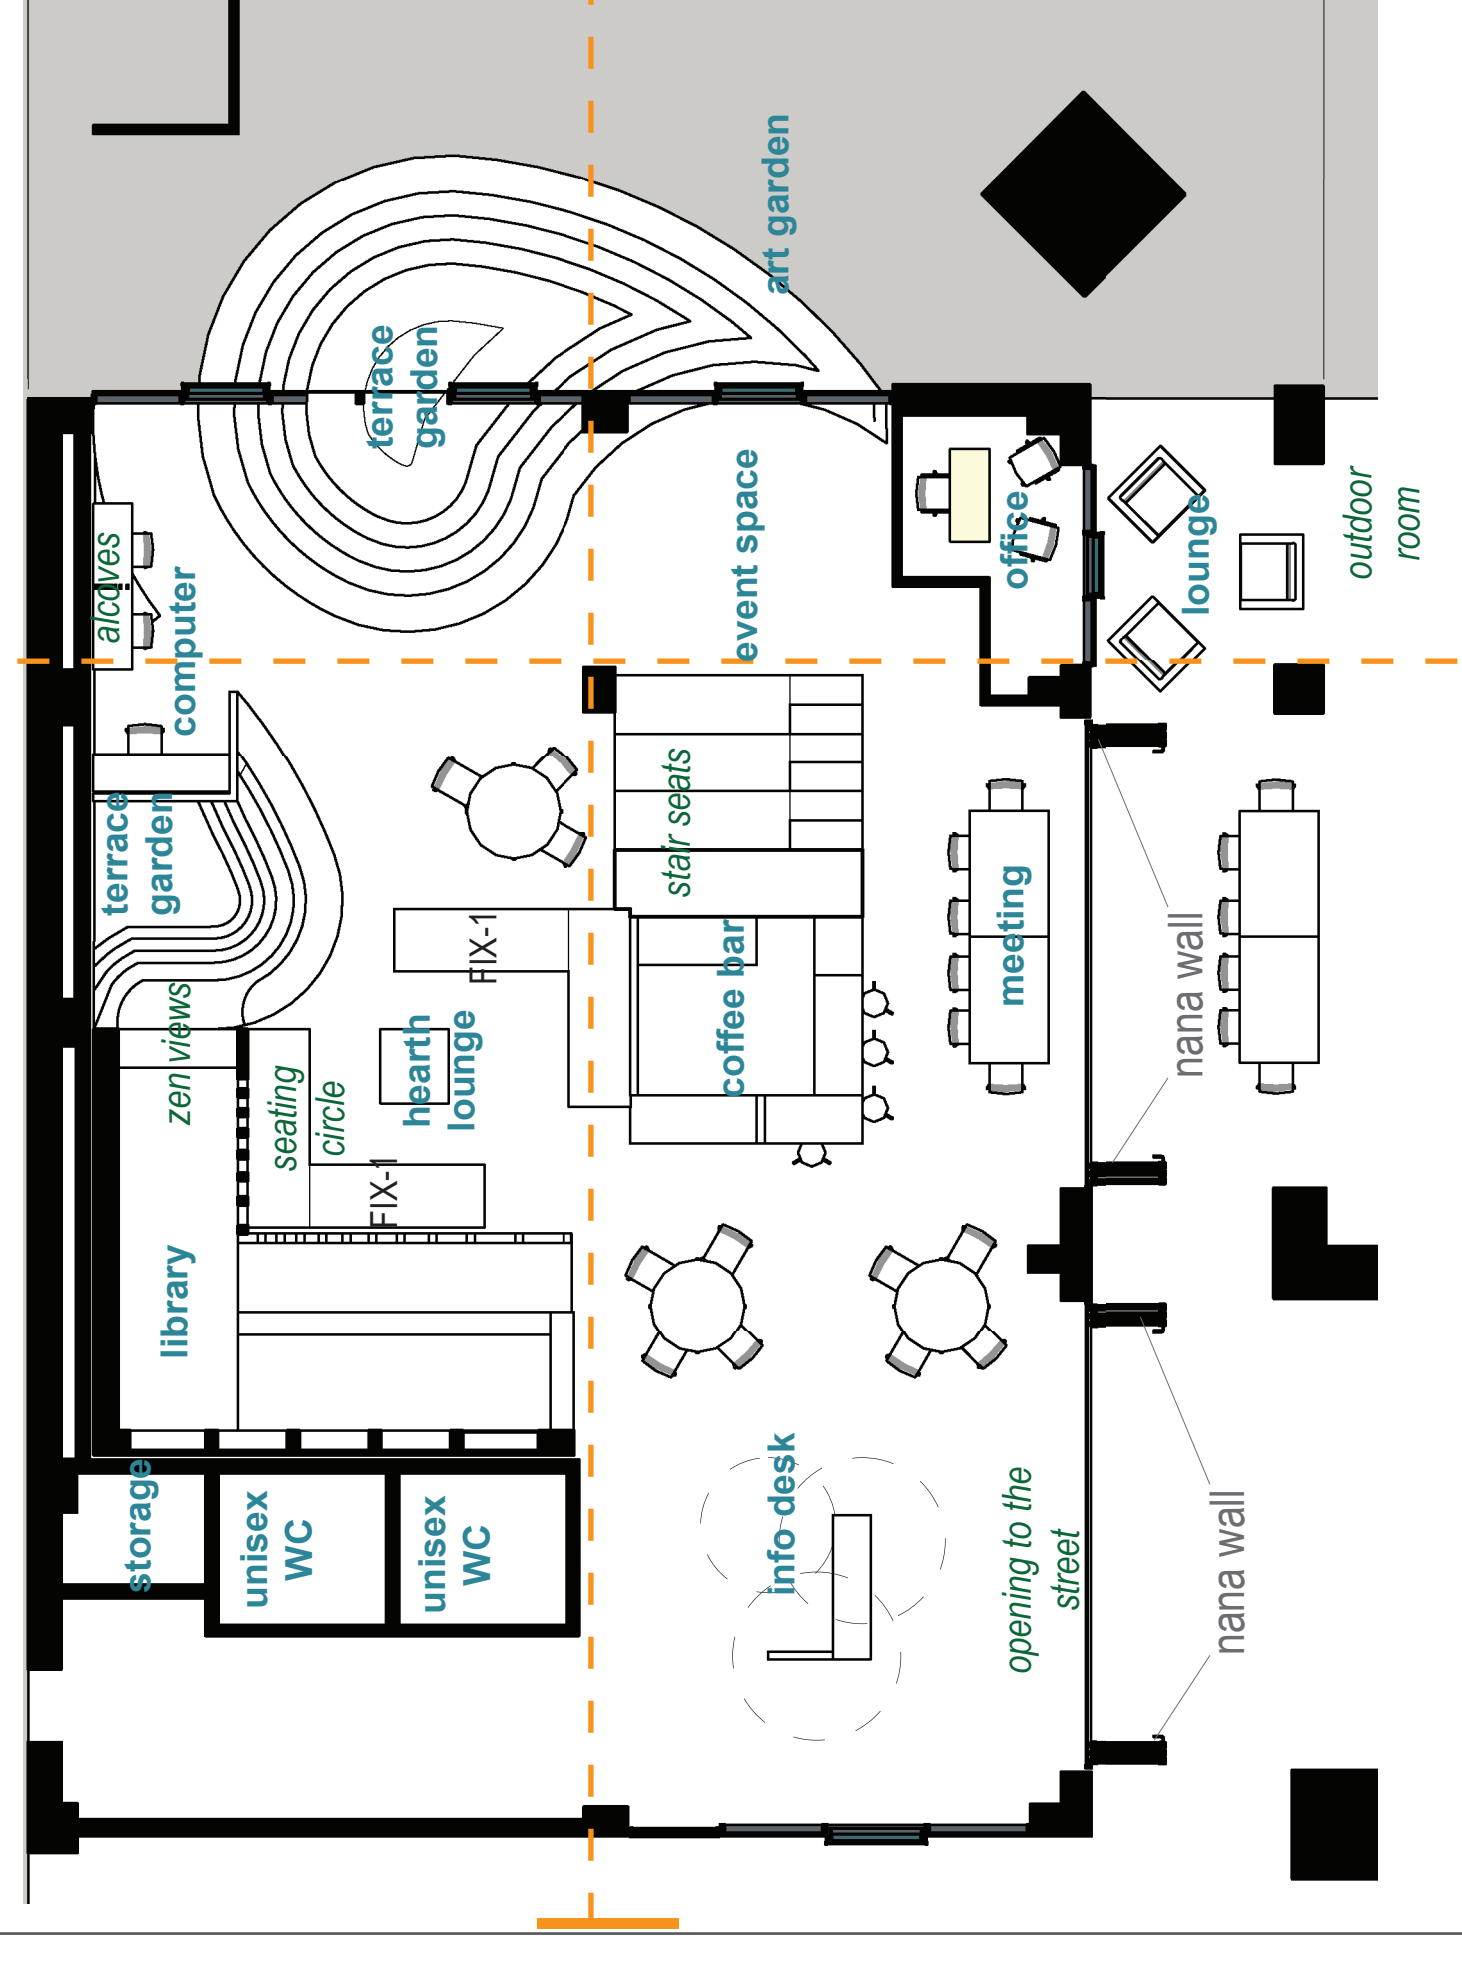 art garden
terrace
garden
alcoves
computer
event space
office
lounge
outdoor
room
terrace
garden
stair seats
zen views
FIX-1
coffee bar
meeting
nana wall
seating
circle
hearth
lounge
FIX-1
library
storage
unisex
WC
unisex
WC
info desk
opening to the
street
nana wall